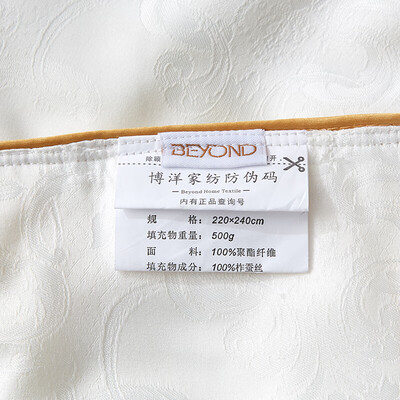 BEYOND
博洋家纺防伪码
Beyond Home Textile
内有正品查询号
规 格：220×240cm
填充物重量：500g
面 料：100%聚酯纤维
填充物成分：100%柞蚕丝